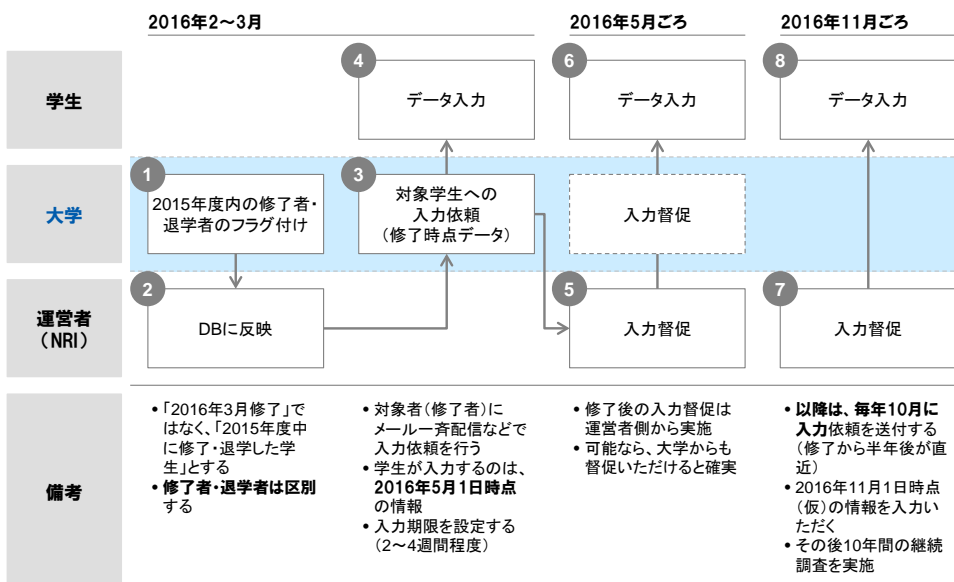 2016年2～3月
2016年5月ごろ
2016年11月ごろ
学生
4
データ入力
6
データ入力
8
データ入力
大学
1
2015年度内の修了者・
退学者のフラグ付け
3
対象学生への
入力依頼
（修了時点データ）
入力督促
運営者
（NRI）
2
DBに反映
5
入力督促
7
入力督促
備考
• 「2016年3月修了」で
はなく、「2015年度中
に修了・退学した学
生」とする
• 修了者・退学者は区別
する
• 対象者（修了者）に
メール一斉配信などで
入力依頼を行う
• 学生が入力するのは、
2016年5月1日時点
の情報
• 入力期限を設定する
（2～4週間程度）
• 修了後の入力督促は
運営者側から実施
• 可能なら、大学からも
督促いただけると確実
• 以降は、毎年10月に
入力依頼を送付する
（修了から半年後が直
近）
• 2016年11月1日時点
（仮）の情報を入力い
ただく
• その後10年間の継続
調査を実施